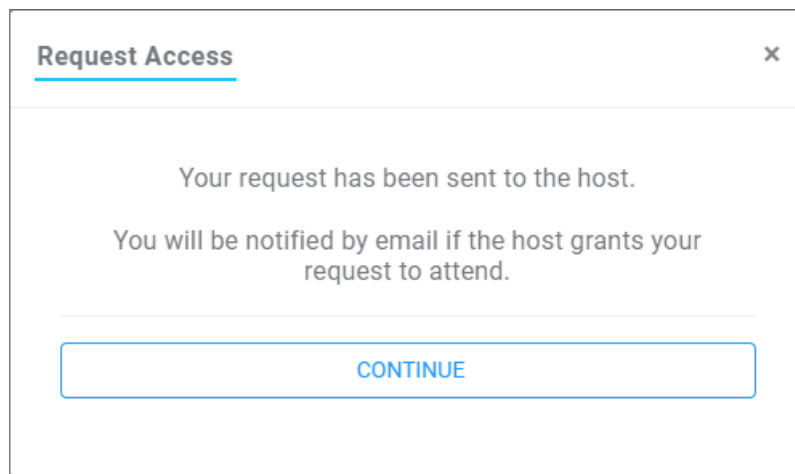 Request Access
×
Your request has been sent to the host.
You will be notified by email if the host grants your
request to attend.
CONTINUE